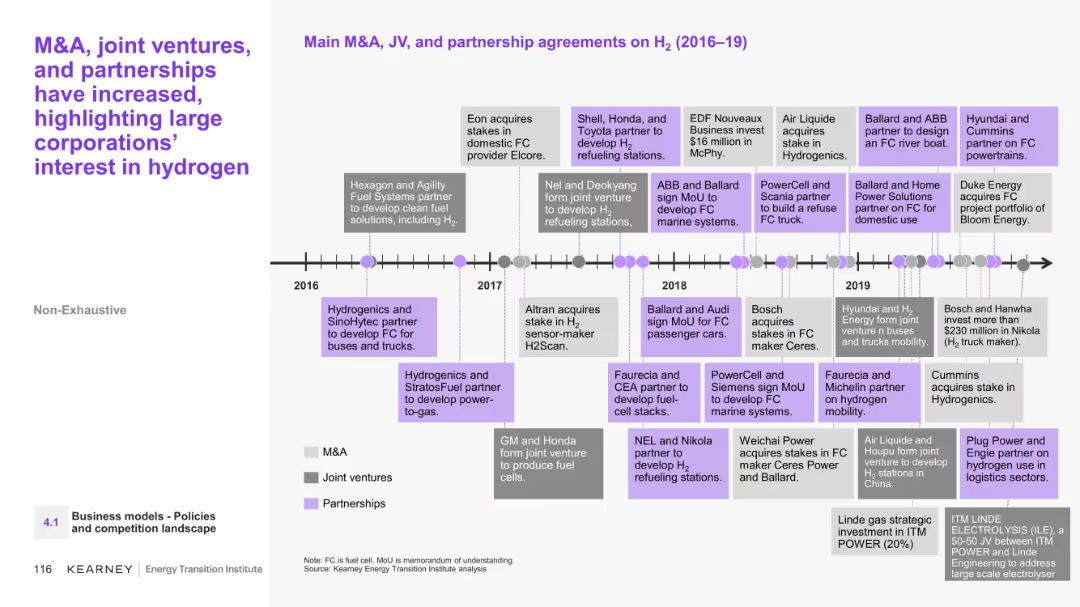 M&A, joint ventures,
and partnerships
have increased,
highlighting large
corporations'
interest in hydrogen
Non-Exhaustive
4.1
Business models - Policies
and competition landscape
116
KEARNEY
Energy Transition Institute
Main M&A, JV, and partnership agreements on H2 (2016–19)
Eon acquires
stakes in
domestic FC
provider Elcore.
Shell, Honda, and
Toyota partner to
develop H2
refueling stations.
EDF Nouveaux
Business invest
$16 million in
McPhy.
Air Liquide
acquires
stake in
Hydrogenics.
Ballard and ABB
partner to design
an FC river boat.
Hyundai and
Cummins
partner on FC
powertrains.
Hexagon and Agility
Fuel Systems partner
to develop clean fuel
solutions, including H2.
Nel and Deokyang
form joint venture
to develop H2
refueling stations.
ABB and Ballard
sign MoU to
develop FC
marine systems.
PowerCell and
Scania partner
to build a refuse
FC truck.
Ballard and Home
Power Solutions
partner on FC for
domestic use
Duke Energy
acquires FC
project portfolio of
Bloom Energy.
2016
2017
2018
2019
Hydrogenics and
SinoHytec partner
to develop FC for
buses and trucks.
Altran acquires
stake in H2
sensor-maker
H2Scan.
Ballard and Audi
sign MoU for FC
passenger cars.
Bosch
acquires
stakes in FC
maker Ceres.
Hyundai and H2
Energy form joint
venture n buses
and trucks mobility.
Bosch and Hanwha
invest more than
$230 million in Nikola
(H2 truck maker).
Hydrogenics and
StratosFuel partner
to develop power-
to-gas.
Faurecia and
CEA partner to
develop fuel-
cell stacks.
PowerCell and
Siemens sign MoU
to develop FC
marine systems.
Faurecia and
Michelin partner
on hydrogen
mobility.
Cummins
acquires stake in
Hydrogenics.
GM and Honda
form joint venture
to produce fuel
cells.
NEL and Nikola
partner to
develop H2
refueling stations.
Weichai Power
acquires stakes in FC
maker Ceres Power
and Ballard.
Air Liquide and
Houpu form joint
venture to develop
H2 stations in
China.
Plug Power and
Engie partner on
hydrogen use in
logistics sectors.
Linde gas strategic
investment in ITM
POWER (20%)
ITM LINDE
ELECTROLYSIS (ILE), a
50-50 JV between ITM
POWER and Linde
Engineering to address
large scale electrolyser
M&A
Joint ventures
Partnerships
Note: FC is fuel cell. MoU is memorandum of understanding.
Source: Kearney Energy Transition Institute analysis